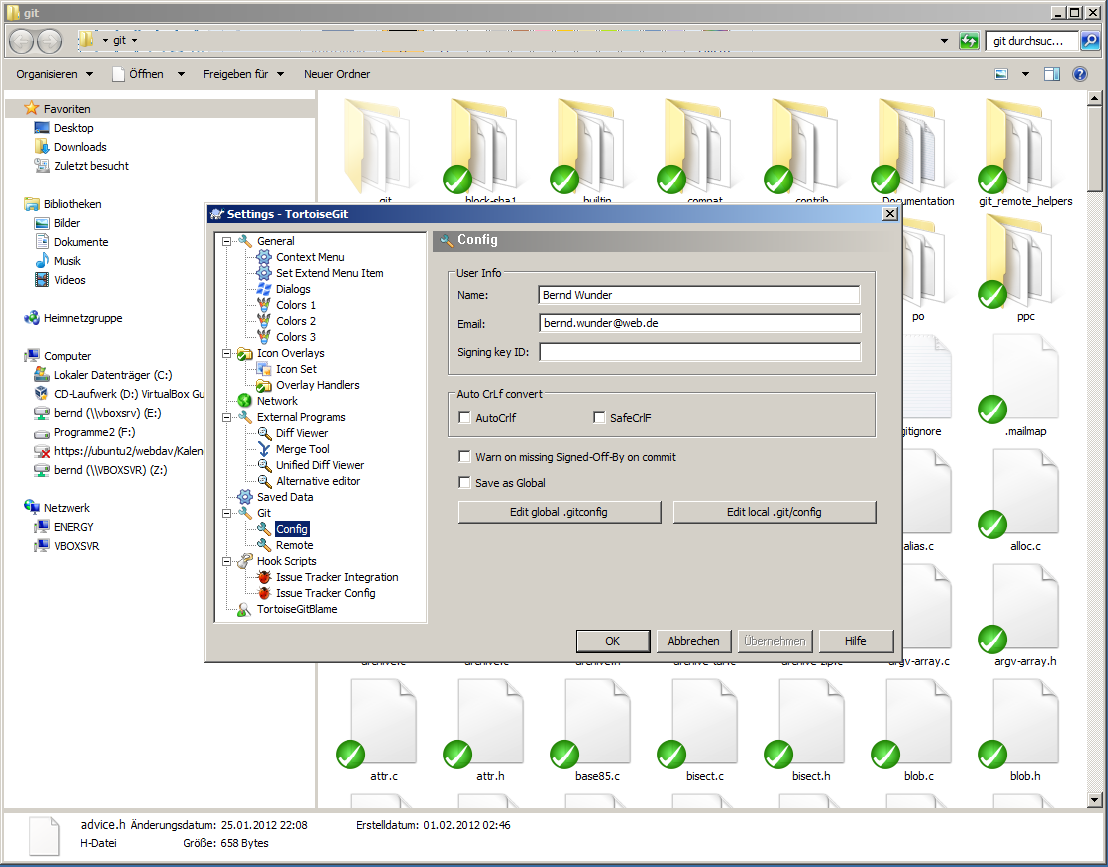 git
git
git durchsuc...
Organisieren Öffnen Freigeben für Neuer Ordner
Favoriten
Desktop
Downloads
Zuletzt besucht
Bibliotheken
Bilder
Dokumente
Musik
Videos
Heimnetzgruppe
Computer
Lokaler Datenträger (C:)
CD-Laufwerk (D:) VirtualBox Gu
bernd (\\vboxsrv) (E:)
Programme2 (F:)
https://ubuntu2/webdav/Kalen
bernd (\\VBOXSVR) (Z:)
Netzwerk
ENERGY
VBOXSVR
git block-sha1 builtin compat contrib Documentation git_remote_helpers
po ppc
gitignore .mailmap
alias.c alloc.c
archive.c archive.c archive.h archive-tar.c archive-zip.c argv-array.c argv-array.h
attr.c attr.h base85.c bisect.c bisect.h blob.c blob.h
Settings - TortoiseGit
General
Context Menu
Set Extend Menu Item
Dialogs
Colors 1
Colors 2
Colors 3
Icon Overlays
Icon Set
Overlay Handlers
Network
External Programs
Diff Viewer
Merge Tool
Unified Diff Viewer
Alternative editor
Saved Data
Git
Config
Remote
Hook Scripts
Issue Tracker Integration
Issue Tracker Config
TortoiseGitBlame
Config
User Info
Name: Bernd Wunder
Email: bernd.wunder@web.de
Signing key ID:
Auto CrLf convert
AutoCrlf SafeCrlF
Warn on missing Signed-Off-By on commit
Save as Global
Edit global .gitconfig Edit local .git/config
OK Abbrechen Übernehmen Hilfe
advice.h Änderungsdatum: 25.01.2012 22:08 Erstelldatum: 01.02.2012 02:46
H-Datei Größe: 658 Bytes